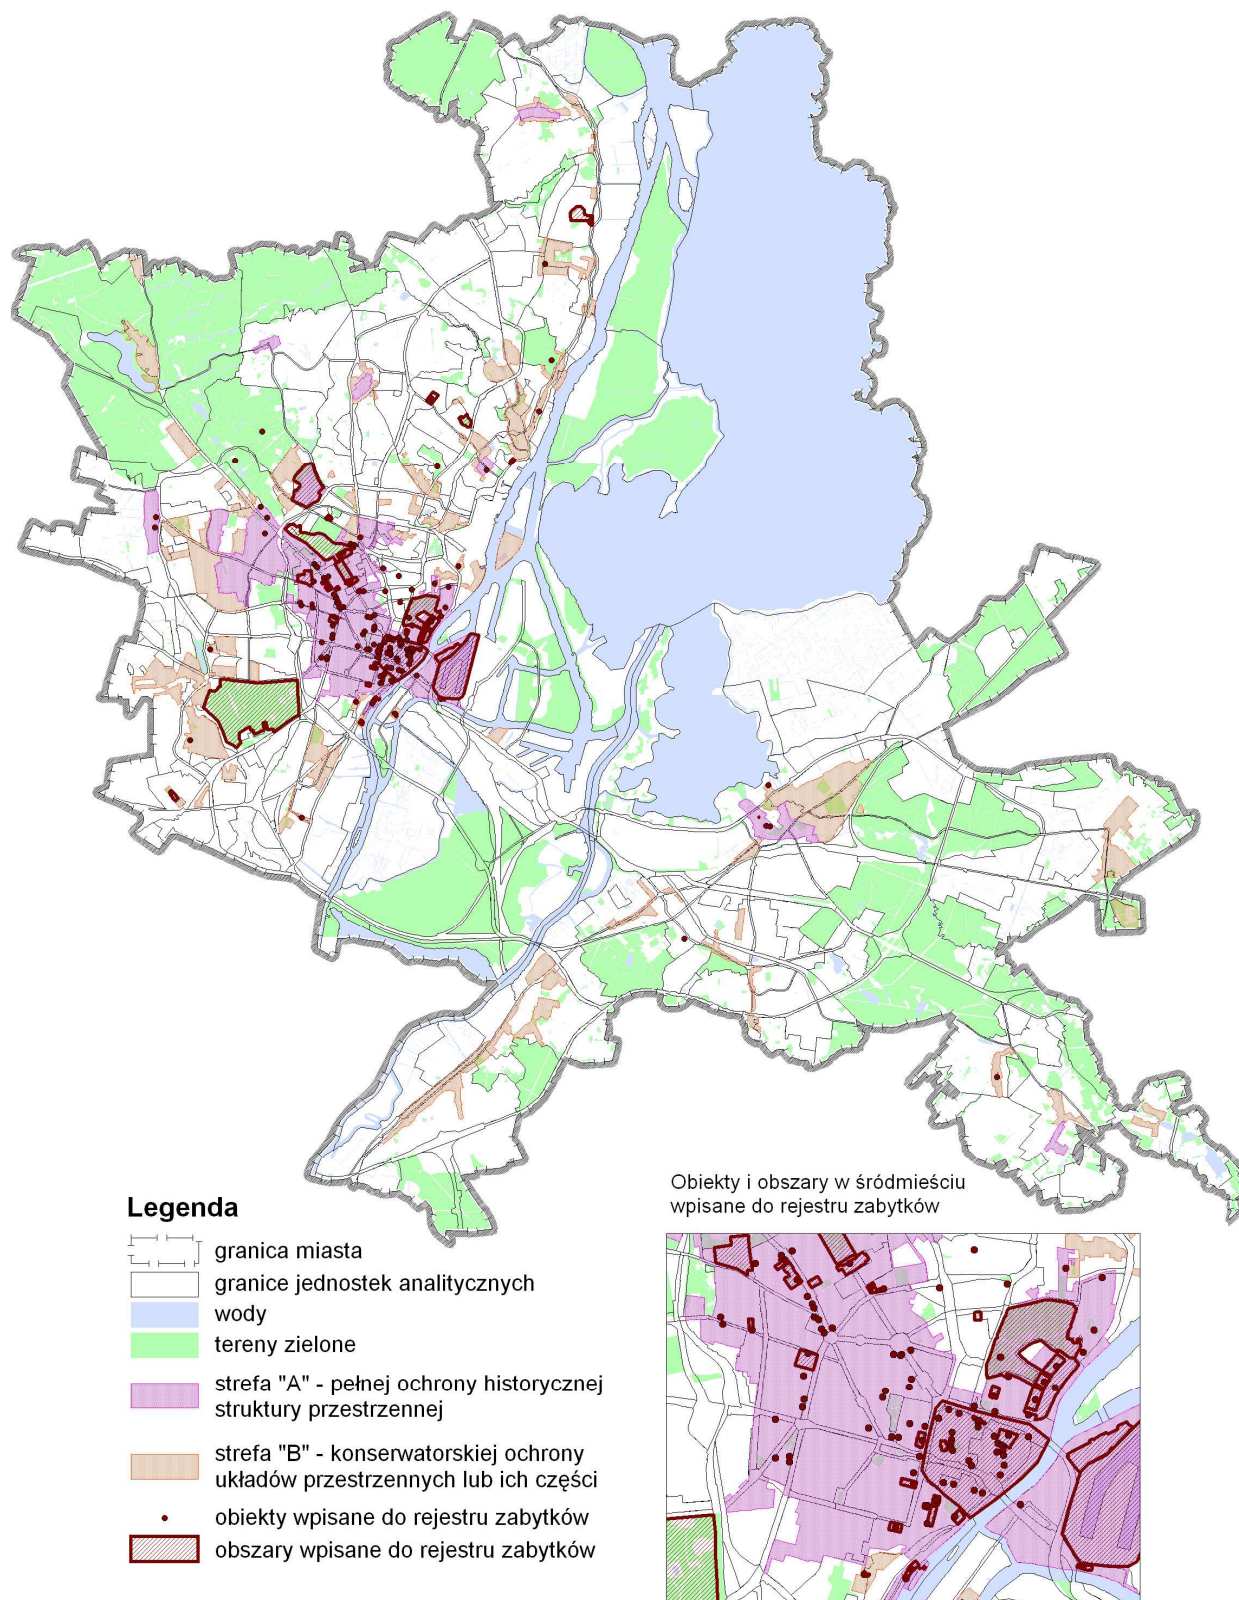 Obiekty i obszary w śródmieściu
wpisane do rejestru zabytków
Legenda
granica miasta
granice jednostek analitycznych
wody
tereny zielone
strefa "A" - pełnej ochrony historycznej
struktury przestrzennej
strefa "B" - konserwatorskiej ochrony
układów przestrzennych lub ich części
obiekty wpisane do rejestru zabytków
obszary wpisane do rejestru zabytków